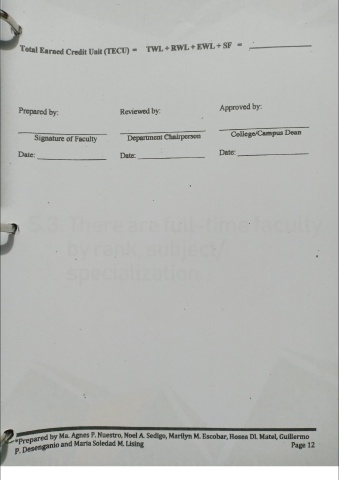 Total Earned Credit Unit (TECU) = TWL + RWL + EWL + SF = ____________
Prepared by: Reviewed by: Approved by:
Signature of Faculty Department Chairperson College/Campus Dean
Date: ____________ Date: ____________ Date: ____________
5.3. There are full-time faculty
by rank, subject/
specialization
*Prepared by Ma. Agnes P. Nuestro, Noel A. Sedigo, Marilyn M. Escobar, Hosea DL Matel, Guillermo
P. Desenganio and Maria Soledad M. Lising Page 12